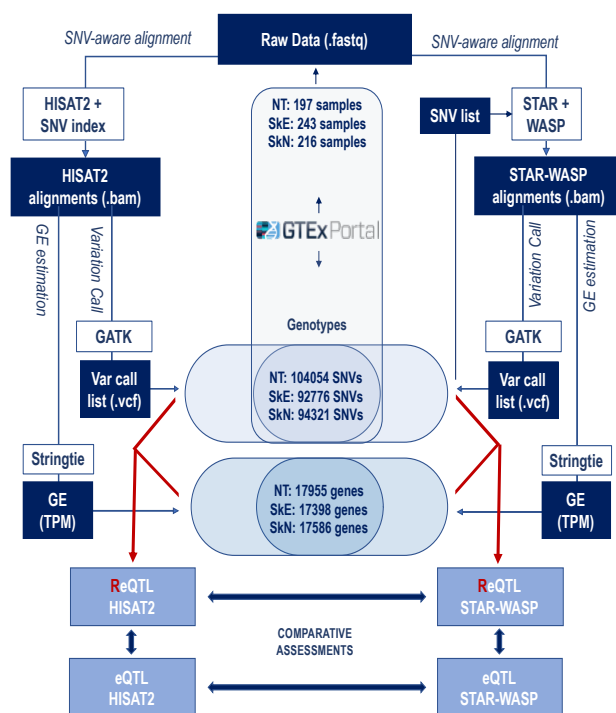 SNV-aware alignment
Raw Data (.fastq)
SNV-aware alignment
HISAT2 +
SNV index
NT: 197 samples
SkE: 243 samples
SkN: 216 samples
SNV list
STAR +
WASP
HISAT2
alignments (.bam)
STAR-WASP
alignments (.bam)
GE estimation
Variation Call
GTExPortal
Variation Call
GE estimation
Genotypes
GATK
GATK
Var call
list (.vcf)
NT: 104054 SNVs
SkE: 92776 SNVs
SkN: 94321 SNVs
Var call
list (.vcf)
Stringtie
Stringtie
GE
(TPM)
NT: 17955 genes
SkE: 17398 genes
SkN: 17586 genes
GE
(TPM)
ReQTL
HISAT2
ReQTL
STAR-WASP
COMPARATIVE
ASSESSMENTS
eQTL
HISAT2
eQTL
STAR-WASP